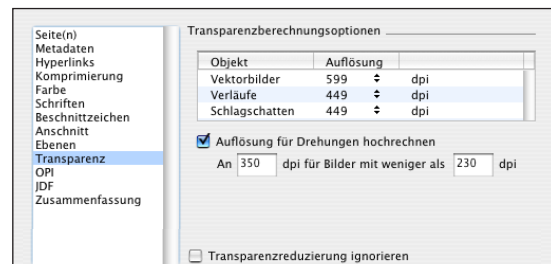 Seite(n)
Metadaten
Hyperlinks
Komprimierung
Farbe
Schriften
Beschnittzeichen
Anschnitt
Ebenen
Transparenz
OPI
JDF
Zusammenfassung
Transparenzberechnungsoptionen
Objekt Auflösung
Vektorbilder 599 dpi
Verläufe 449 dpi
Schlagschatten 449 dpi
Auflösung für Drehungen hochrechnen
An 350 dpi für Bilder mit weniger als 230 dpi
Transparenzreduzierung ignorieren